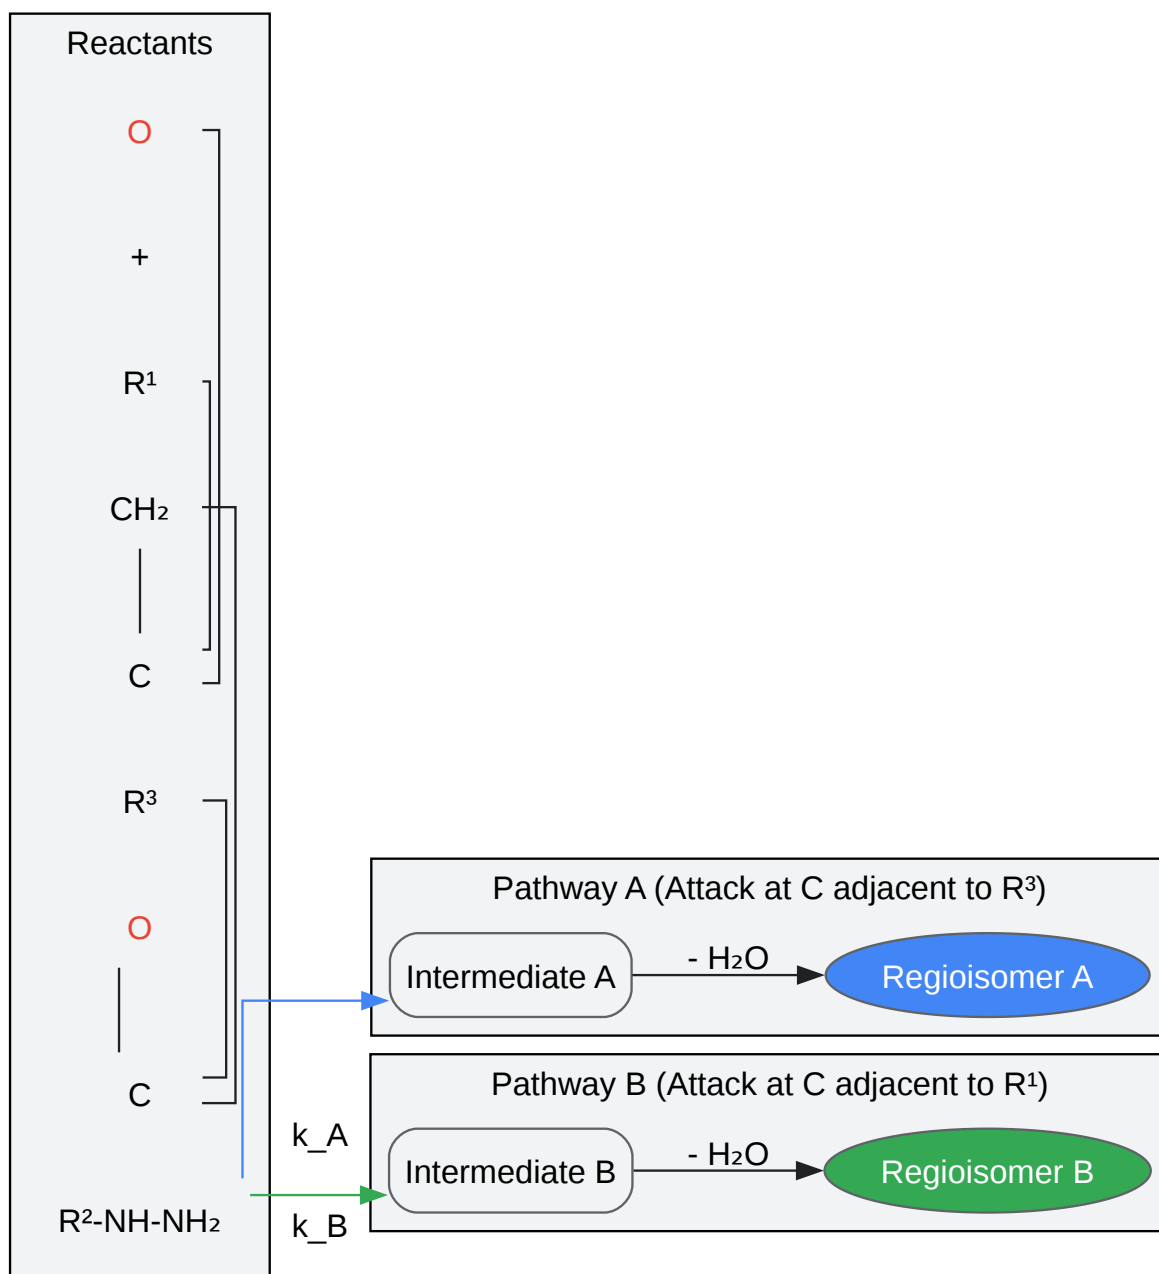 Reactants
O
+
R¹
CH₂
C
R³
O
C
R²-NH-NH₂
k_A
k_B
Pathway A (Attack at C adjacent to R³)
Intermediate A
- H₂O
Regioisomer A
Pathway B (Attack at C adjacent to R¹)
Intermediate B
- H₂O
Regioisomer B